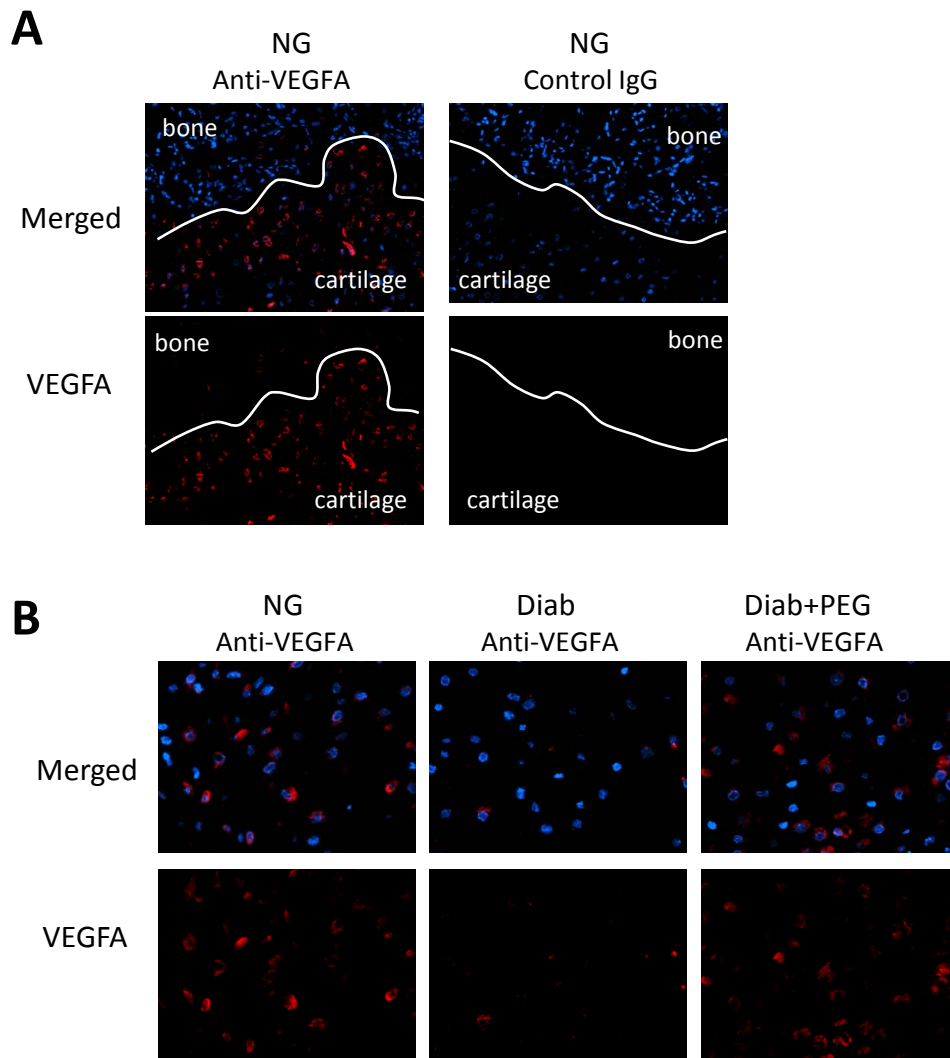 A
NG
Anti-VEGFA
NG
Control IgG
Merged
bone
cartilage
bone
cartilage
VEGFA
bone
cartilage
bone
cartilage
B
NG
Anti-VEGFA
Diab
Anti-VEGFA
Diab+PEG
Anti-VEGFA
Merged
VEGFA